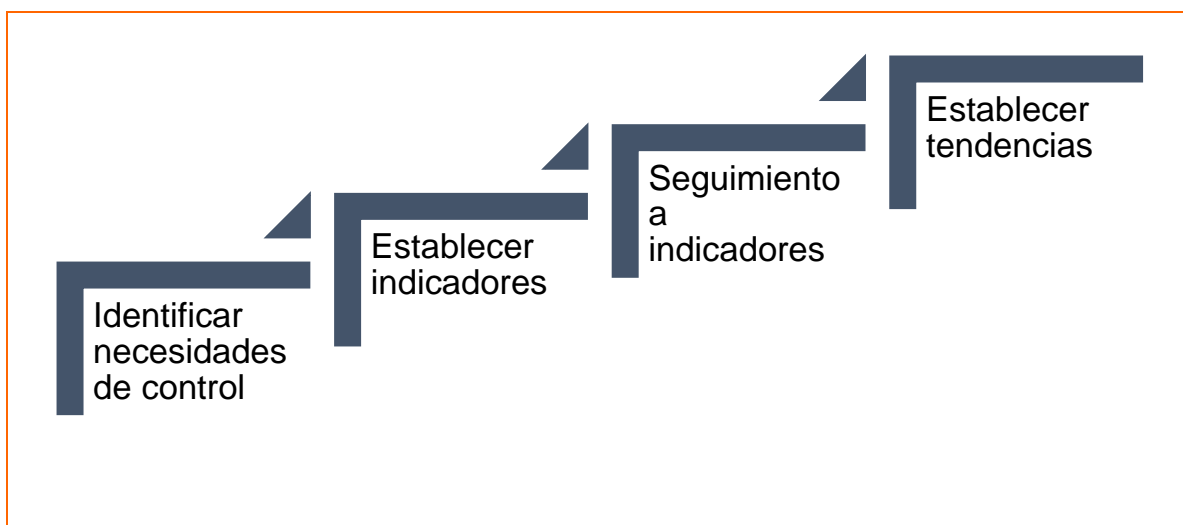 Identificar
necesidades
de control
Establecer
indicadores
Seguimiento
a
indicadores
Establecer
tendencias